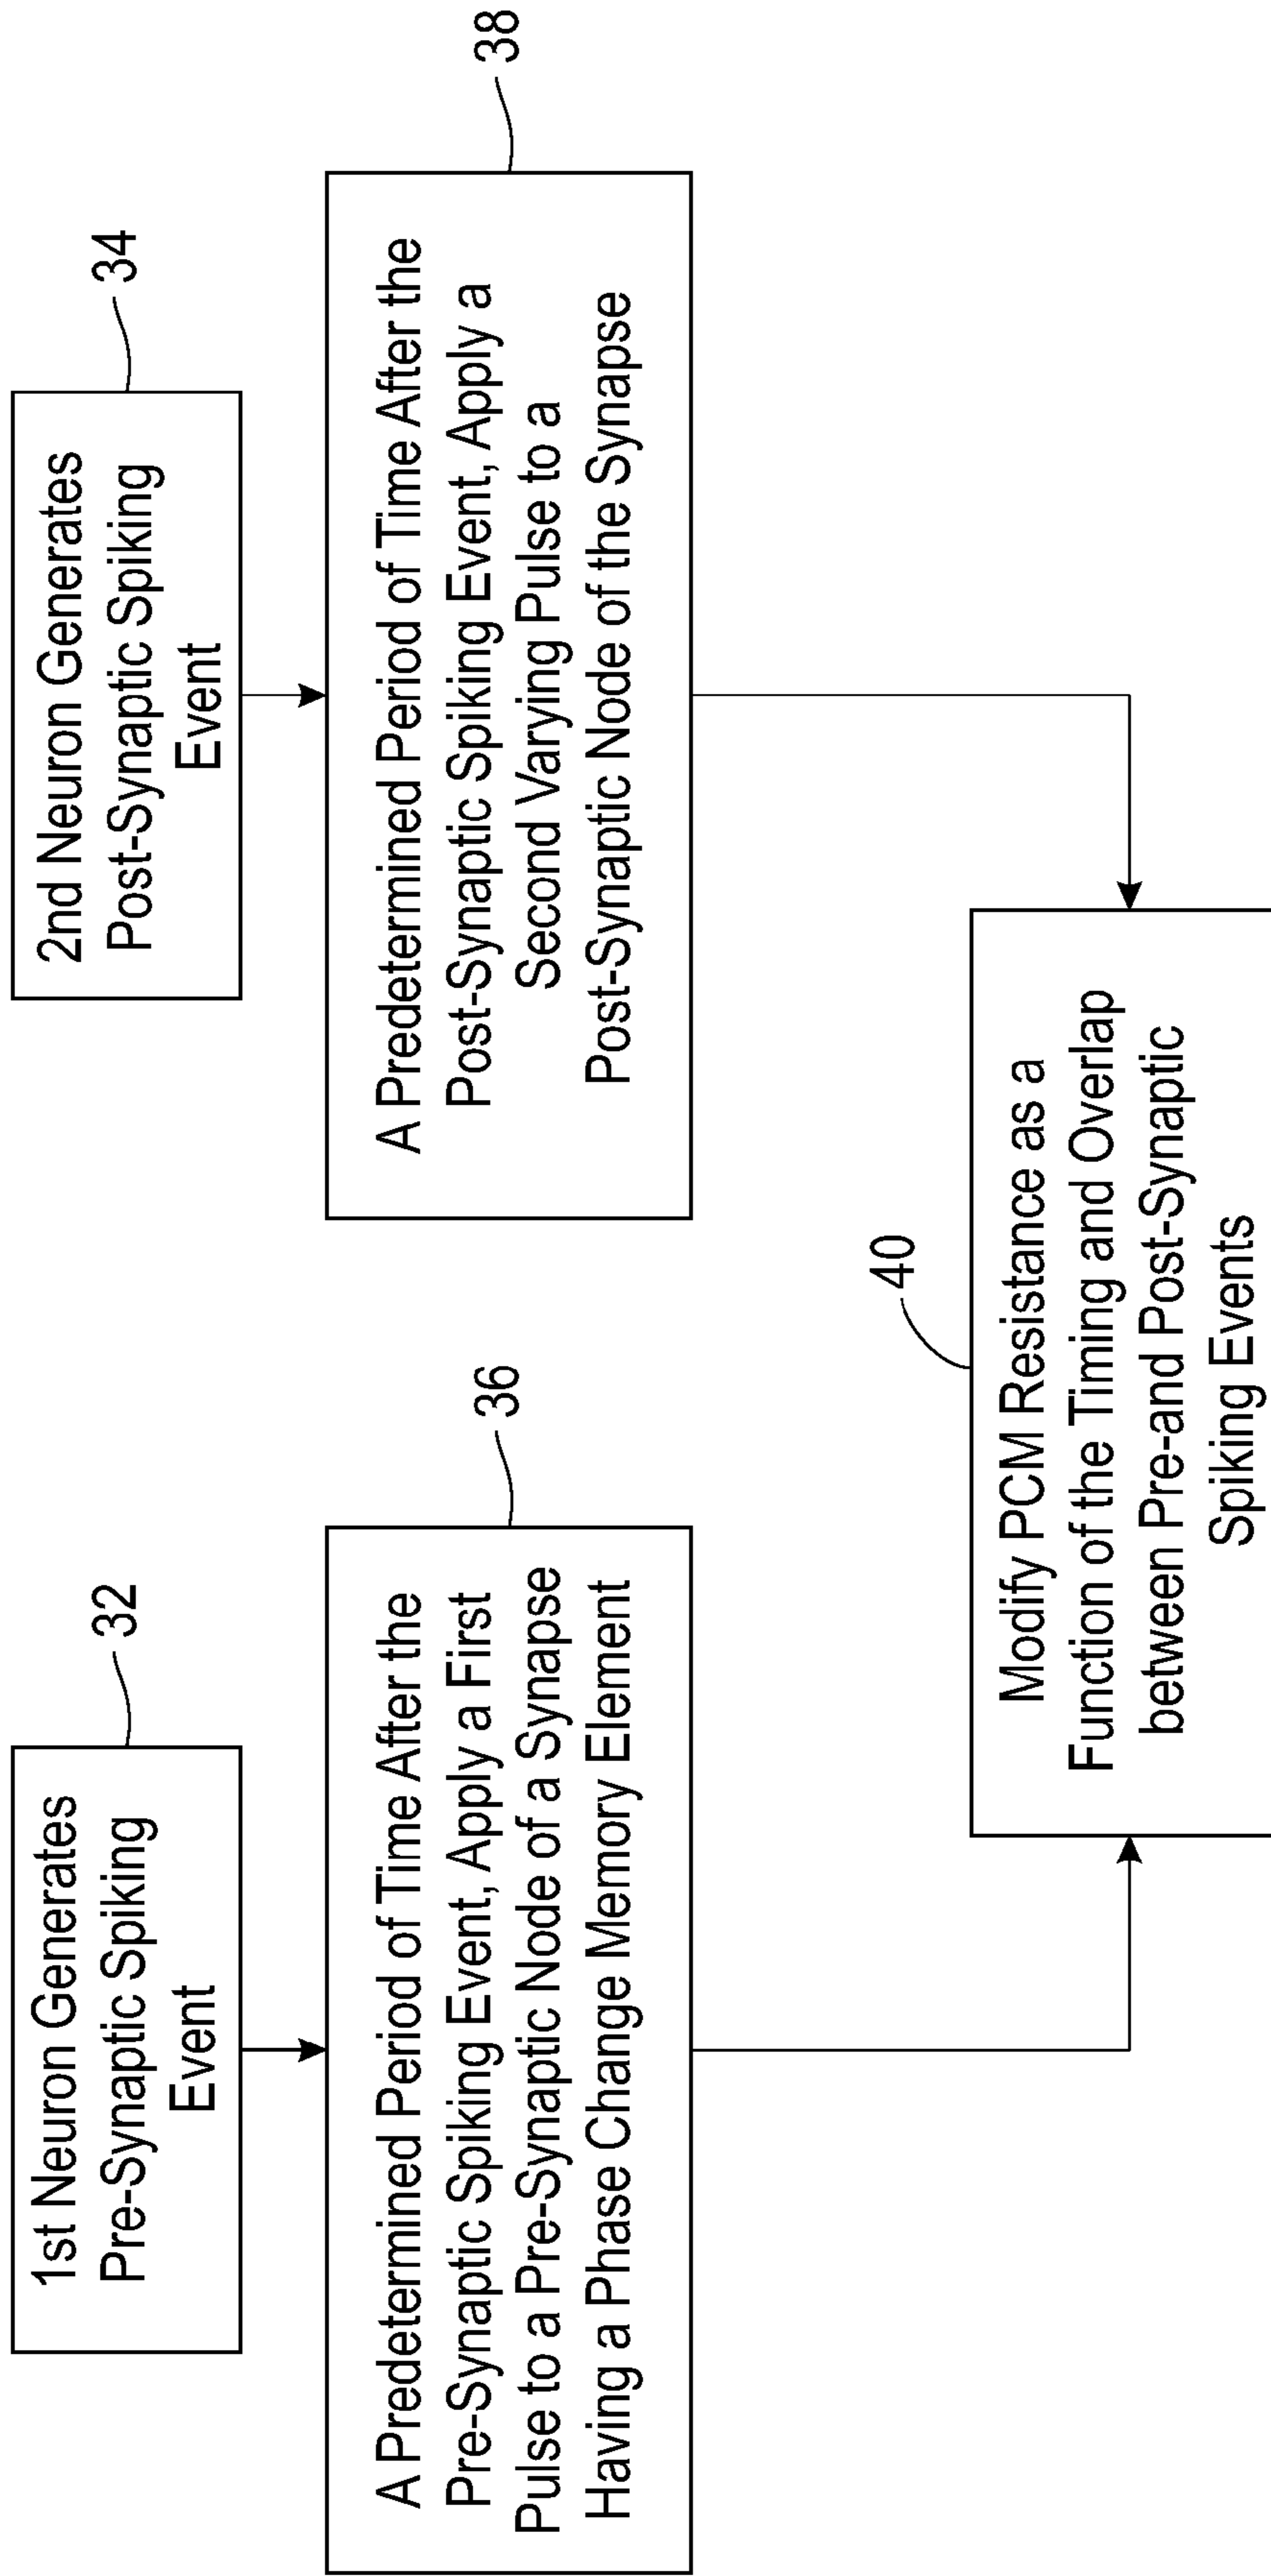 1st Neuron Generates
Pre-Synaptic Spiking
Event
32
2nd Neuron Generates
Post-Synaptic Spiking
Event
34
A Predetermined Period of Time After the
Pre-Synaptic Spiking Event, Apply a First
Pulse to a Pre-Synaptic Node of a Synapse
Having a Phase Change Memory Element
36
A Predetermined Period of Time After the
Post-Synaptic Spiking Event, Apply a
Second Varying Pulse to a
Post-Synaptic Node of the Synapse
38
40
Modify PCM Resistance as a
Function of the Timing and Overlap
between Pre-and Post-Synaptic
Spiking Events